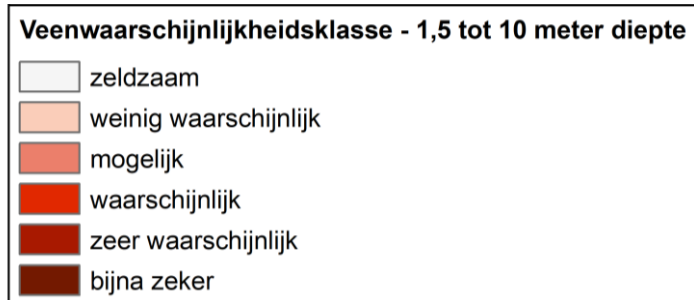 Veenwaarschijnlijkheidsklasse - 1,5 tot 10 meter diepte
zeldzaam
weinig waarschijnlijk
mogelijk
waarschijnlijk
zeer waarschijnlijk
bijna zeker